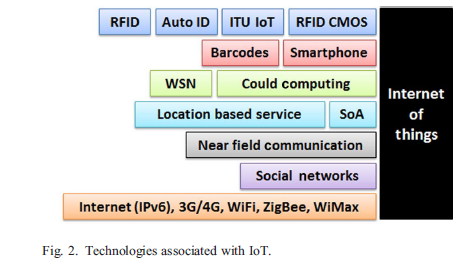 RFID Auto ID ITU IoT RFID CMOS
Barcodes Smartphone
WSN Could computing
Location based service SoA
Near field communication
Social networks
Internet (IPv6), 3G/4G, WiFi, ZigBee, WiMax
Internet
of
things
Fig. 2. Technologies associated with IoT.